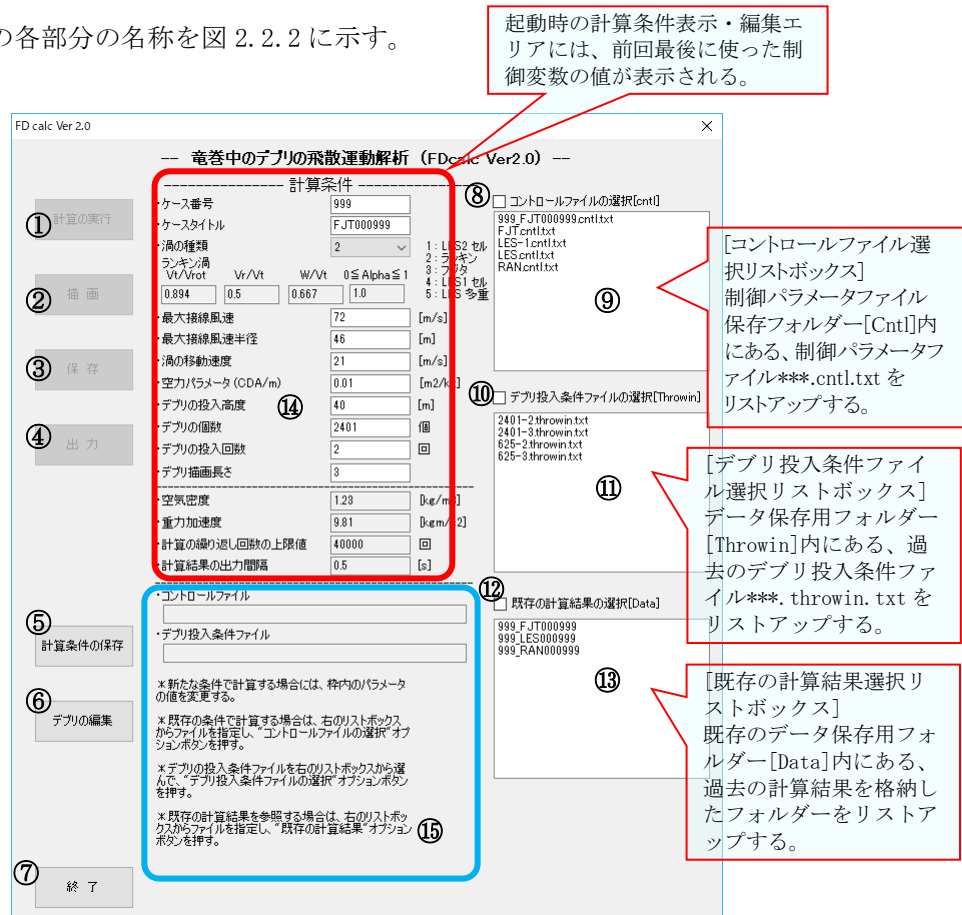 の各部分の名称を図 2.2.2 に示す。
起動時の計算条件表示・編集エ
リアには、前回最後に使った制
御変数の値が表示される。
FD calc Ver 2.0
×
-- 竜巻中のデブリの飛散運動解析 (FDcalc Ver2.0) --
--------------- 計算条件 ---------------
・ケース番号 999
・ケースタイトル FJT000999
・渦の種類 2
ランキン渦
Vt/Vrot Vr/Vt W/Vt 0≦Alpha≦1
0.894 0.5 0.667 1.0
1:LES2 セル
2:ランキン
3:フジタ
4:LES1 セル
5:LES 多重
・最大接線風速 72 [m/s]
・最大接線風速半径 46 [m]
・渦の移動速度 21 [m/s]
・空力パラメータ (CDA/m) 0.01 [m2/kg]
・デブリの投入高度 40 [m]
・デブリの個数 2401 個
・デブリの投入回数 2 回
・デブリ描画長さ 3
・空気密度 1.23 [kg/m3]
・重力加速度 9.81 [kgm/s2]
・計算の繰り返し回数の上限値 40000 回
・計算結果の出力間隔 0.5 [s]
⑭
・コントロールファイル
・デブリ投入条件ファイル
*新たな条件で計算する場合には、枠内のパラメータ
の値を変更する。
*既存の条件で計算する場合は、右のリストボックス
からファイルを指定し、"コントロールファイルの選択"オプ
ションボタンを押す。
*デブリの投入条件ファイルを右のリストボックスから選
んで、"デブリ投入条件ファイルの選択"オプションボタン
を押す。
*既存の計算結果を参照する場合は、右のリストボッ
クスからファイルを指定し、"既存の計算結果"オプション
ボタンを押す。
⑮
① 計算の実行
② 描 画
③ 保 存
④ 出 力
⑤ 計算条件の保存
⑥ デブリの編集
⑦ 終 了
⑧ コントロールファイルの選択[cntl]
999_FJT000999.cntl.txt
FJT.cntl.txt
LES-1.cntl.txt
LES.cntl.txt
RAN.cntl.txt
⑨
⑩ デブリ投入条件ファイルの選択[Throwin]
2401-2.throwin.txt
2401-3.throwin.txt
625-2.throwin.txt
625-3.throwin.txt
⑪
⑫ 既存の計算結果の選択[Data]
999_FJT000999
999_LES000999
999_RAN000999
⑬
[コントロールファイル選
択リストボックス]
制御パラメータファイル
保存フォルダー[Cntl]内
にある、制御パラメータフ
ァイル***.cntl.txt を
リストアップする。
[デブリ投入条件ファイ
ル選択リストボックス]
データ保存用フォルダー
[Throwin]内にある、過
去のデブリ投入条件ファ
イル***.throwin.txt を
リストアップする。
[既存の計算結果選択リ
ストボックス]
既存のデータ保存用フォ
ルダー[Data]内にある、
過去の計算結果を格納し
たフォルダーをリストア
ップする。